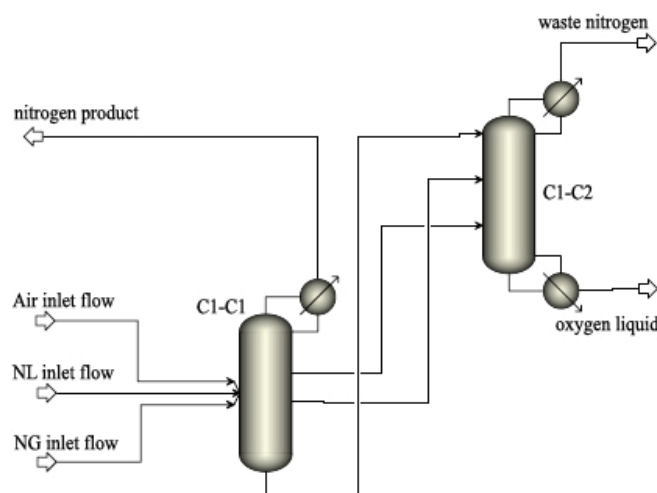 waste nitrogen
nitrogen product
C1-C2
C1-C1
Air inlet flow
oxygen liquid
NL inlet flow
NG inlet flow